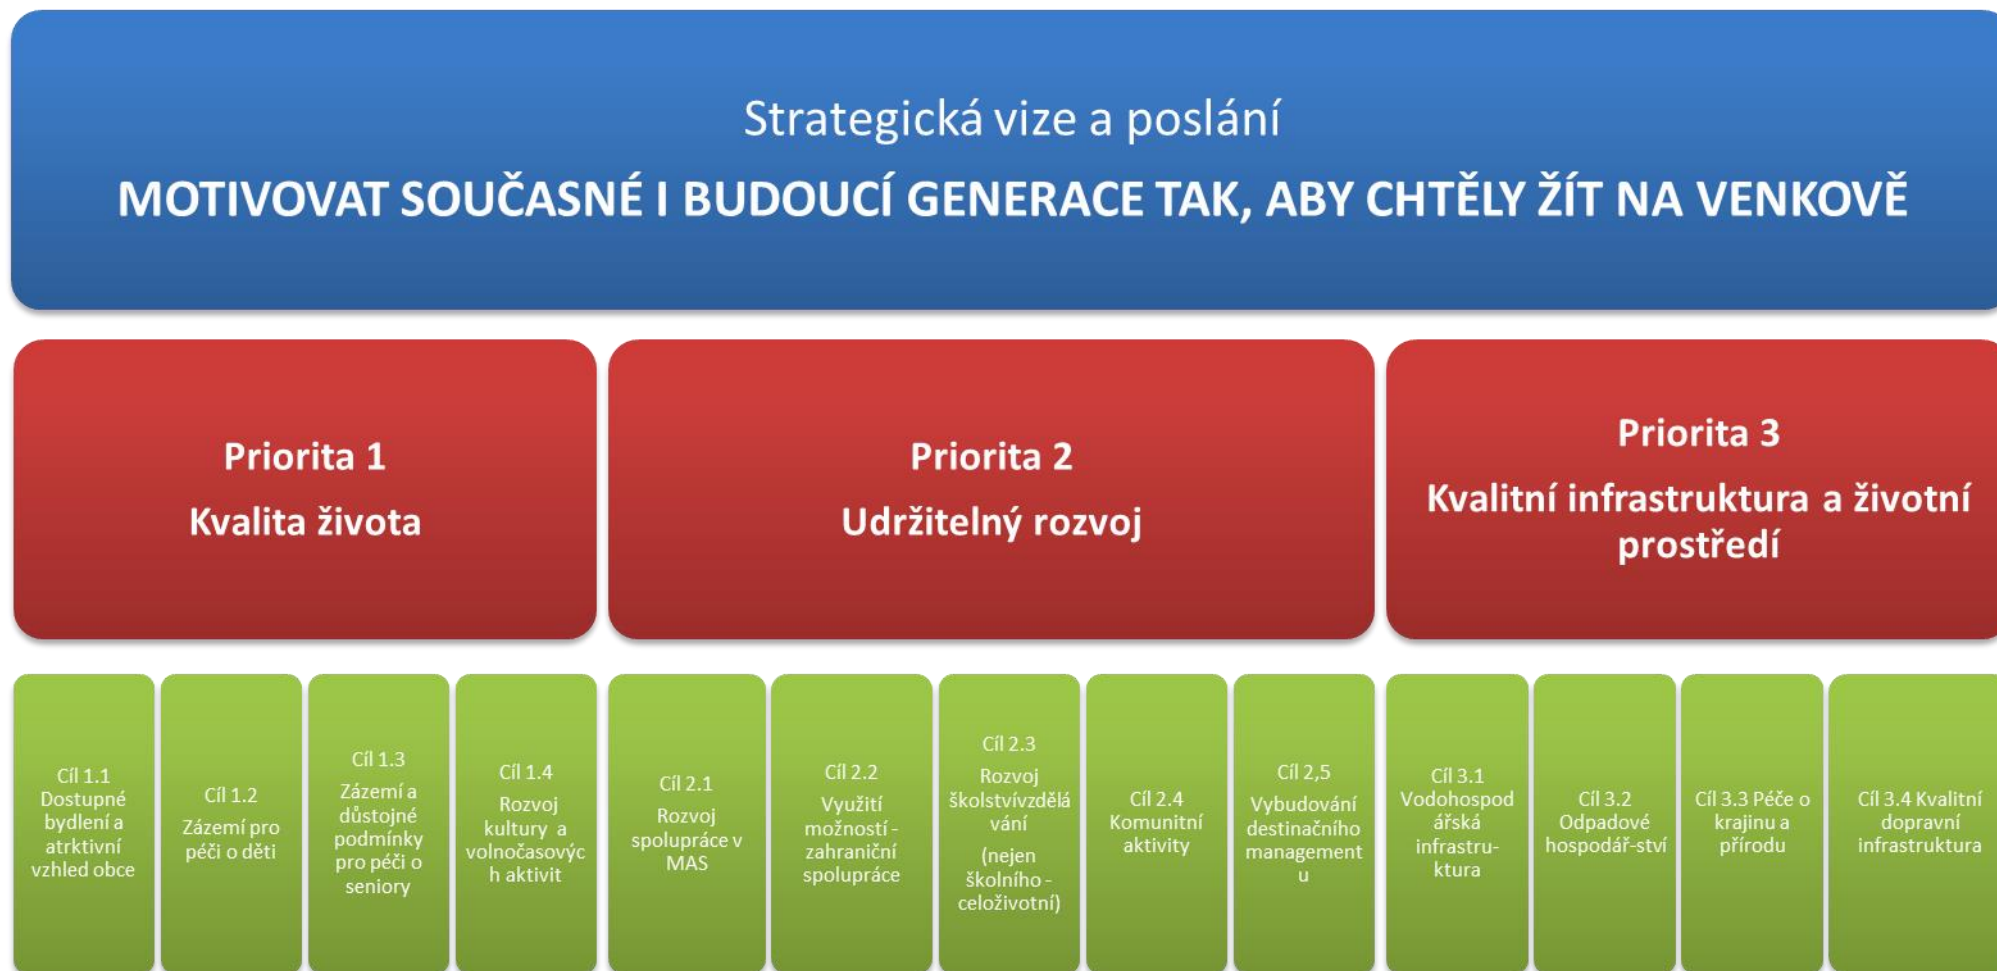 Strategická vize a poslání
MOTIVOVAT SOUČASNÉ I BUDOUCÍ GENERACE TAK, ABY CHTĚLY ŽÍT NA VENKOVĚ
Priorita 1
Kvalita života
Priorita 2
Udržitelný rozvoj
Priorita 3
Kvalitní infrastruktura a životní
prostředí
Cíl 1.1
Dostupné
bydlení a
atrktivní
vzhled obce
Cíl 1.2
Zázemí pro
péči o děti
Cíl 1.3
Zázemí a
důstojné
podmínky
pro péči o
seniory
Cíl 1.4
Rozvoj
kultury a
volnočasovýc
h aktivit
Cíl 2.1
Rozvoj
spolupráce v
MAS
Cíl 2.2
Využití
možností -
zahraniční
spolupráce
Cíl 2.3
Rozvoj
školstvívzdělá
vání
(nejen
školního -
celoživotní)
Cíl 2.4
Komunitní
aktivity
Cíl 2,5
Vybudování
destinačního
management
u
Cíl 3.1
Vodohospod
ářská
infrastru-
ktura
Cíl 3.2
Odpadové
hospodář-ství
Cíl 3.3 Péče o
krajinu a
přírodu
Cíl 3.4 Kvalitní
dopravní
infrastruktura